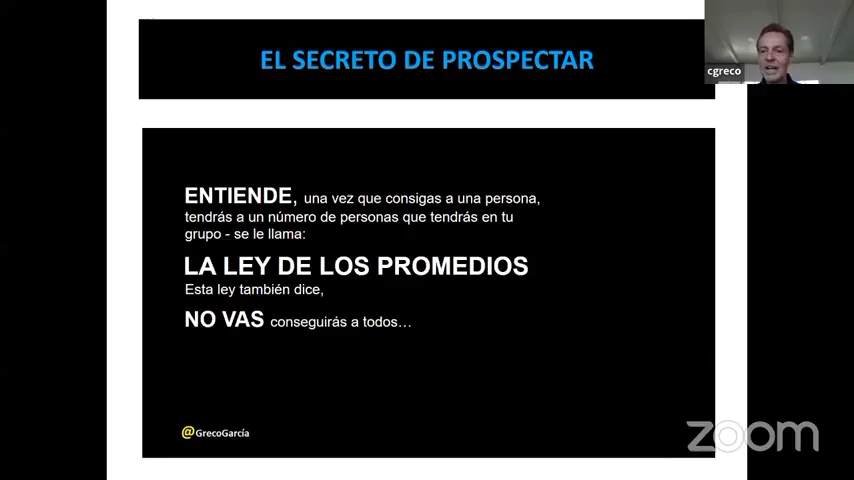 EL SECRETO DE PROSPECTAR
cgreco
ENTIENDE, una vez que consigas a una persona,
tendrás a un número de personas que tendrás en tu
grupo - se le llama:
LA LEY DE LOS PROMEDIOS
Esta ley también dice,
NO VAS conseguirás a todos...
@GrecoGarcía
zoom